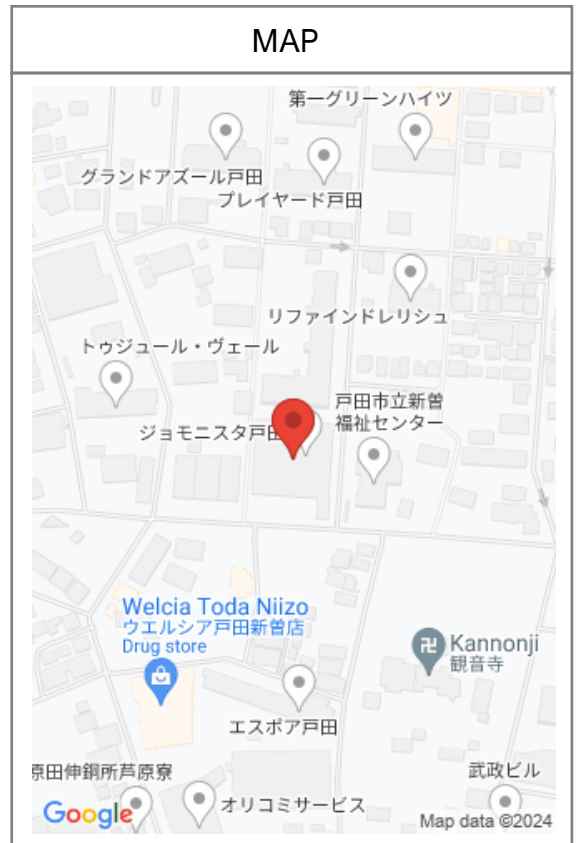 MAP
第一グリーンハイツ
グランドアズール戸田
プレイヤード戸田
リファインドレリシュ
トゥジュール・ヴェール
戸田市立新曽
福祉センター
ジョモニスタ戸田
Welcia Toda Niizo
ウエルシア戸田新曽店
Drug store
Kannonji
観音寺
エスポア戸田
原田伸銅所芦原寮
武政ビル
オリコミサービス
Google
Map data ©2024